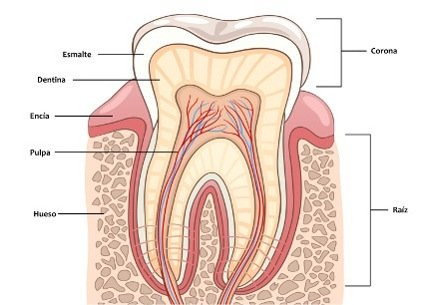 Esmalte
Corona
Dentina
Encía
Pulpa
Hueso
Raíz